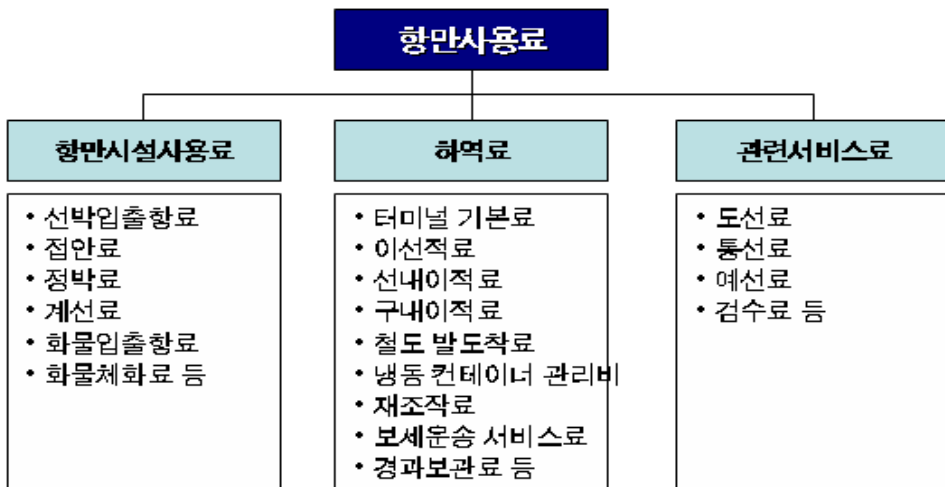 항만사용료
항만시설사용료
• 선박입출항료
• 접안료
• 정박료
• 계선료
• 화물입출항료
• 화물체화료 등
하역료
• 터미널 기본료
• 이선적료
• 선내이적료
• 구내이적료
• 철도 발도착료
• 냉동 컨테이너 관리비
• 재조작료
• 보세운송 서비스료
• 경과보관료 등
관련서비스료
• 도선료
• 통선료
• 예선료
• 검수료 등